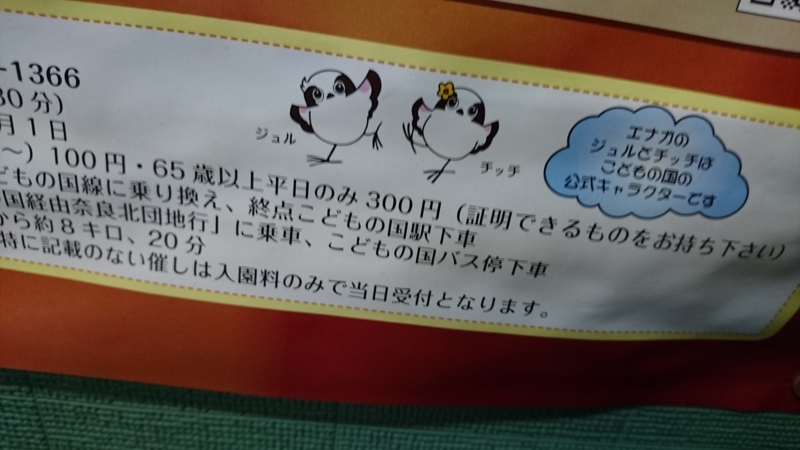 -1366
30分)
月1日
~) 100円・65歳以上平日のみ300円(証明できるものをお持ち下さい)
どもの国線に乗り換え、終点こどもの国駅下車
国経由奈良北団地行」に乗車、こどもの国バス停下車
から約8キロ、20分
特に記載のない催しは入園料のみで当日受付となります。
ジュル
チッチ
エナガの
ジュルとチッチは
こどもの国の
公式キャラクターです